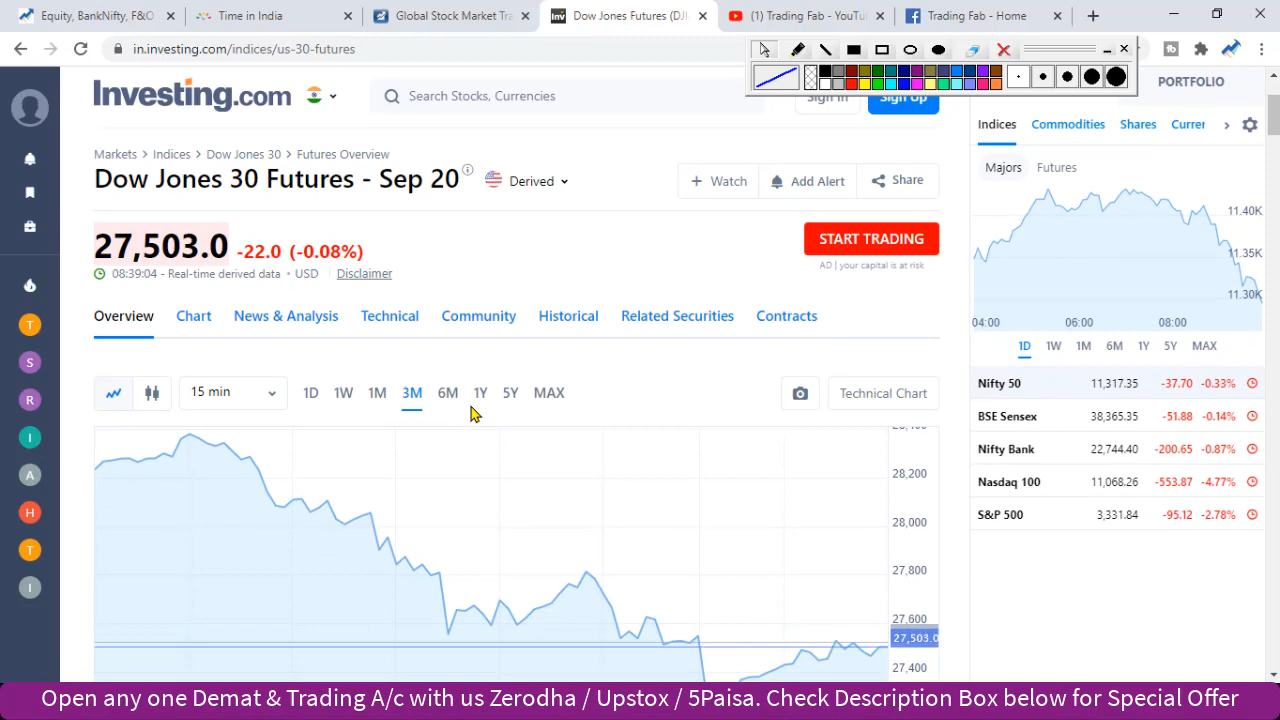 Equity, BankNifty, F&O
Time in India
Global Stock Market Tra
Dow Jones Futures (DJI
(1) Trading Fab - YouTu
Trading Fab - Home
in.investing.com/indices/us-30-futures
Investing.com
Search Stocks, Currencies
Sign In
Sign Up
PORTFOLIO
Markets > Indices > Dow Jones 30 > Futures Overview
Dow Jones 30 Futures - Sep 20
Derived
+ Watch
Add Alert
Share
27,503.0 -22.0 (-0.08%)
08:39:04 - Real-time derived data • USD Disclaimer
START TRADING
AD | your capital is at risk
Overview Chart News & Analysis Technical Community Historical Related Securities Contracts
15 min 1D 1W 1M 3M 6M 1Y 5Y MAX
Technical Chart
28,200
28,000
27,800
27,600
27,503.0
27,400
Indices Commodities Shares Curre
Majors Futures
11.40K
11.35K
11.30K
04:00 06:00 08:00
1D 1W 1M 6M 1Y 5Y MAX
Nifty 50 11,317.35 -37.70 -0.33%
BSE Sensex 38,365.35 -51.88 -0.14%
Nifty Bank 22,744.40 -200.65 -0.87%
Nasdaq 100 11,068.26 -553.87 -4.77%
S&P 500 3,331.84 -95.12 -2.78%
T
S
R
I
A
H
T
I
Open any one Demat & Trading A/c with us Zerodha / Upstox / 5Paisa. Check Description Box below for Special Offer